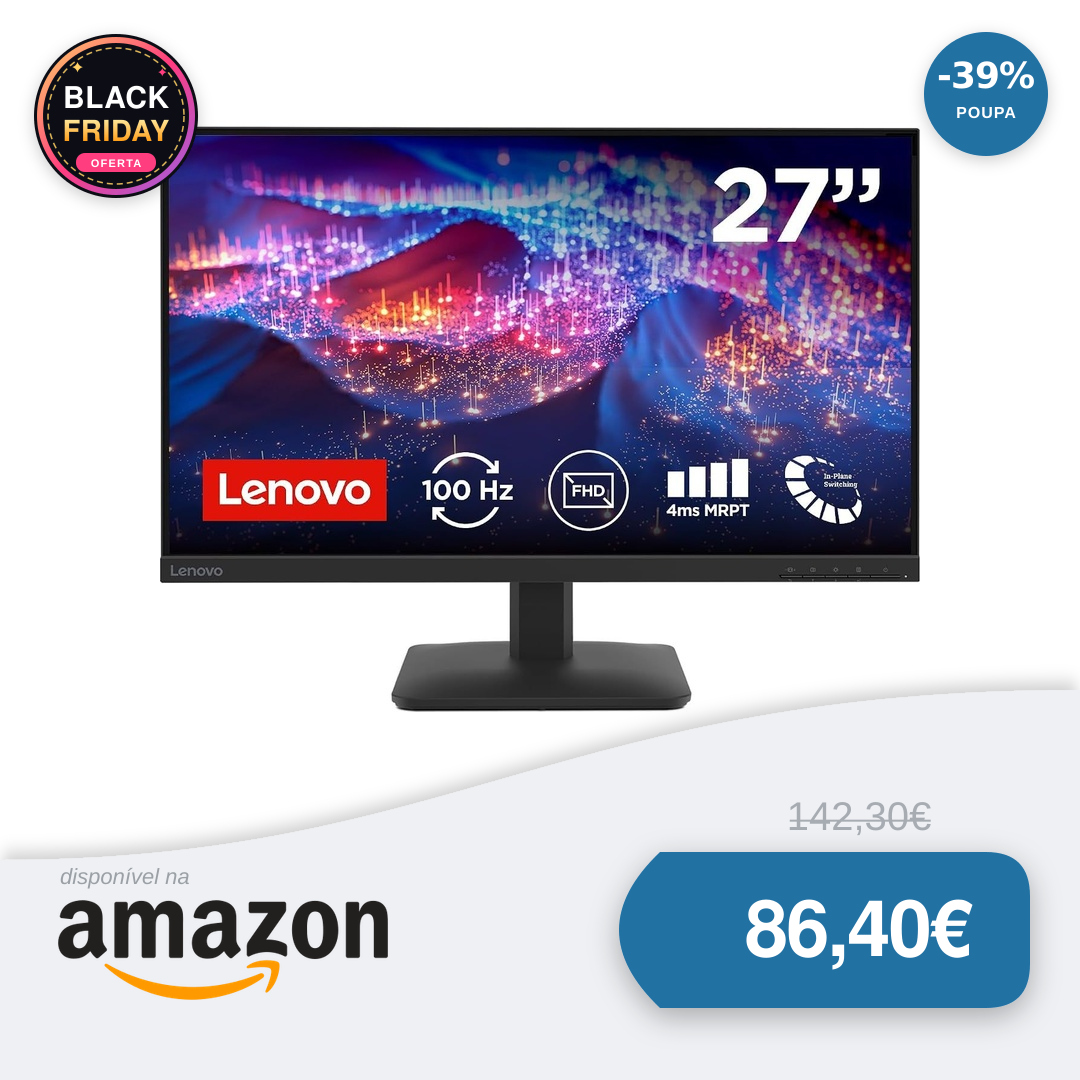 BLACK
FRIDAY
OFERTA
-39%
POUPA
27”
Lenovo
100 Hz
FHD
4ms MRPT
In-Plane
Switching
Lenovo
142,30€
disponível na
amazon
86,40€